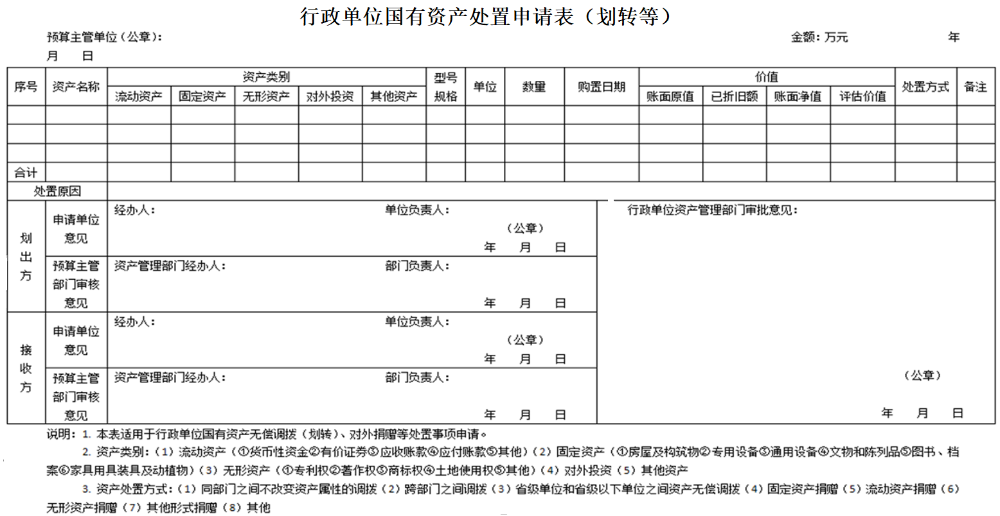 行政单位国有资产处置申请表（划转等）
预算主管单位（公章）： 金额：万元 年
月 日
序号 资产名称 资产类别 型号规格 单位 数量 购置日期 价值 处置方式 备注
流动资产 固定资产 无形资产 对外投资 其他资产 账面原值 已折旧额 账面净值 评估价值
合计
处置原因
划出方
申请单位意见
经办人： 单位负责人：
（公章）
年 月 日
预算主管部门审核意见
资产管理部门经办人： 部门负责人：
年 月 日
接收方
申请单位意见
经办人： 单位负责人：
（公章）
年 月 日
预算主管部门审核意见
资产管理部门经办人： 部门负责人：
年 月 日
行政单位资产管理部门审批意见：
（公章）
年 月 日
说明：1. 本表适用于行政单位国有资产无偿调拨（划转）、对外捐赠等处置事项申请。
2. 资产类别：（1）流动资产（①货币性资金②有价证券③应收账款④应付账款⑤其他）（2）固定资产（①房屋及构筑物②专用设备③通用设备④文物和陈列品⑤图书、档
案⑥家具用具装具及动植物）（3）无形资产（①专利权②著作权③商标权④土地使用权⑤其他）（4）对外投资（5）其他资产
3. 资产处置方式：（1）同部门之间不改变资产属性的调拨（2）跨部门之间调拨（3）省级单位和省级以下单位之间资产无偿调拨（4）固定资产捐赠（5）流动资产捐赠（6）
无形资产捐赠（7）其他形式捐赠（8）其他